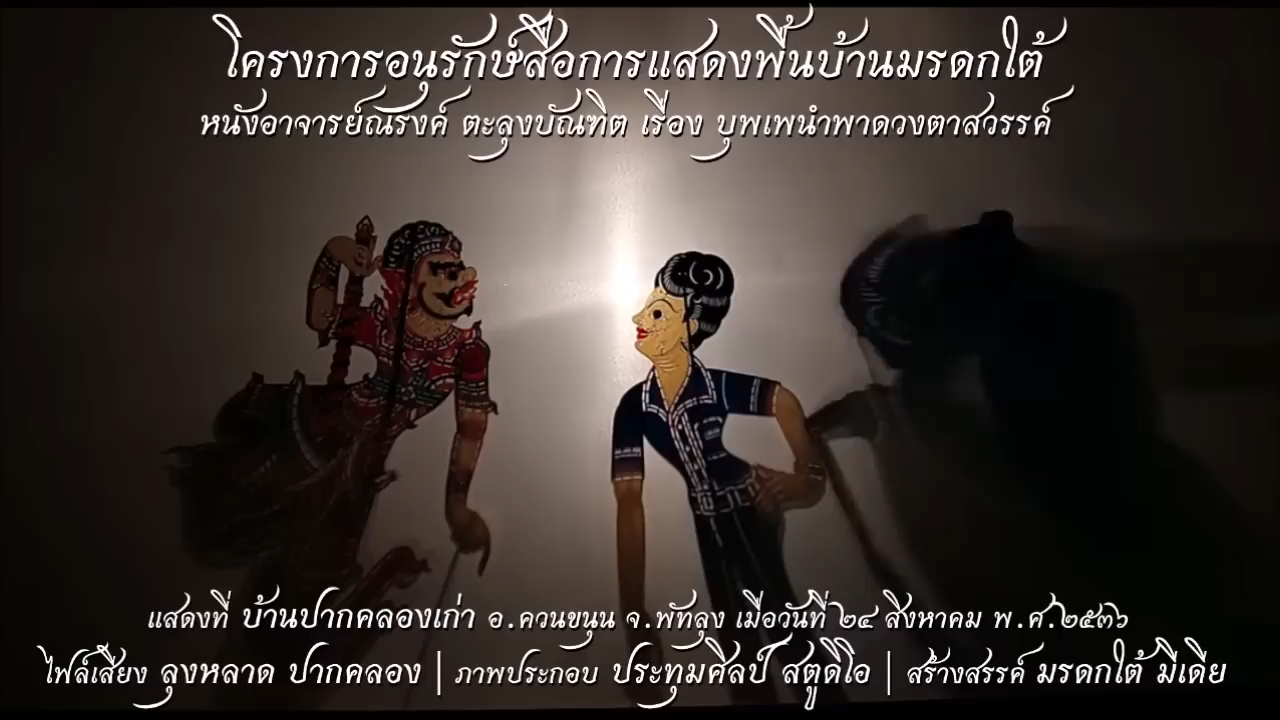 โครงการอนุรักษ์สื่อการแสดงพื้นบ้านมรดกใต้
หนังอาจารย์ณรงค์ ตะลุงบัณฑิต เรื่อง บุพเพนำพาดวงตาสวรรค์
แสดงที่ บ้านปากคลองเก่า อ.ควนขนุน จ.พัทลุง เมื่อวันที่ ๒๔ สิงหาคม พ.ศ.๒๕๓๖
ไฟล์เสียง ลุงหลาด ปากคลอง | ภาพประกอบ ประทุมศิลป์ สตูดิโอ | สร้างสรรค์ มรดกใต้ มีเดีย